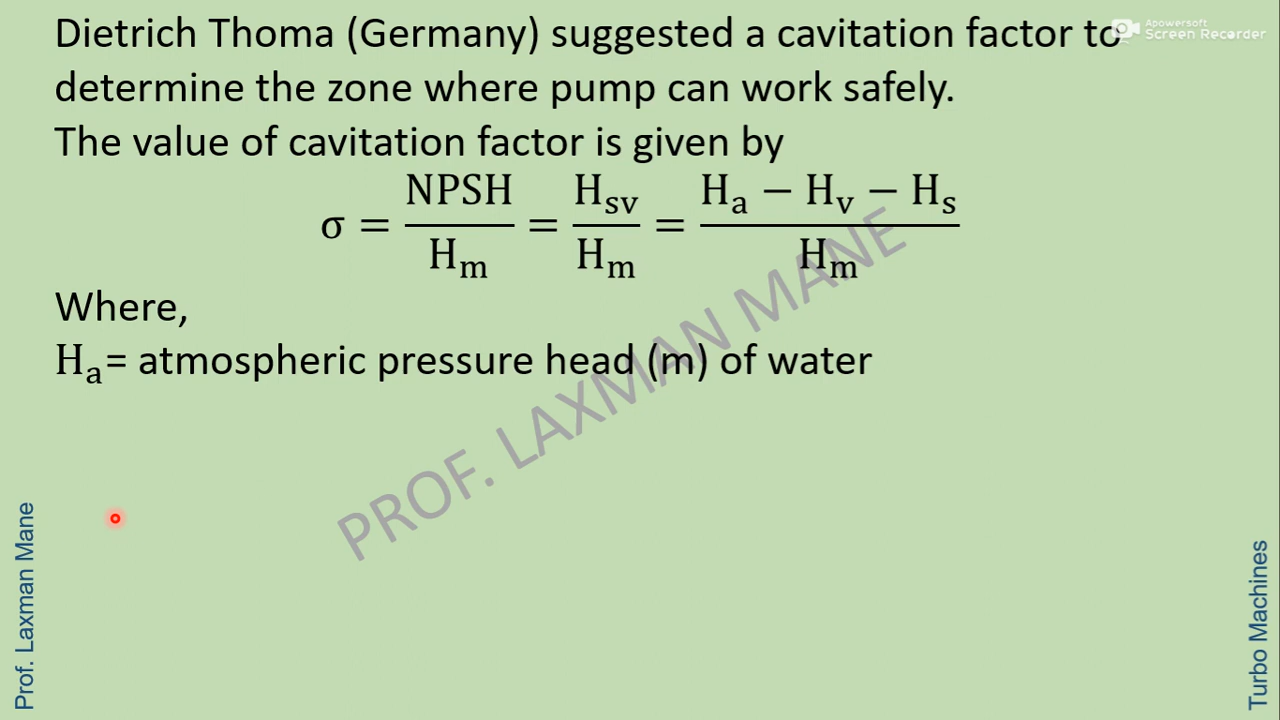 Dietrich Thoma (Germany) suggested a cavitation factor to
determine the zone where pump can work safely.
The value of cavitation factor is given by
σ = NPSH / Hm = Hsv / Hm = Ha − Hv − Hs / Hm
Where,
Ha= atmospheric pressure head (m) of water
PROF. LAXMAN MANE
Prof. Laxman Mane
Turbo Machines
Apowersoft
Screen Recorder